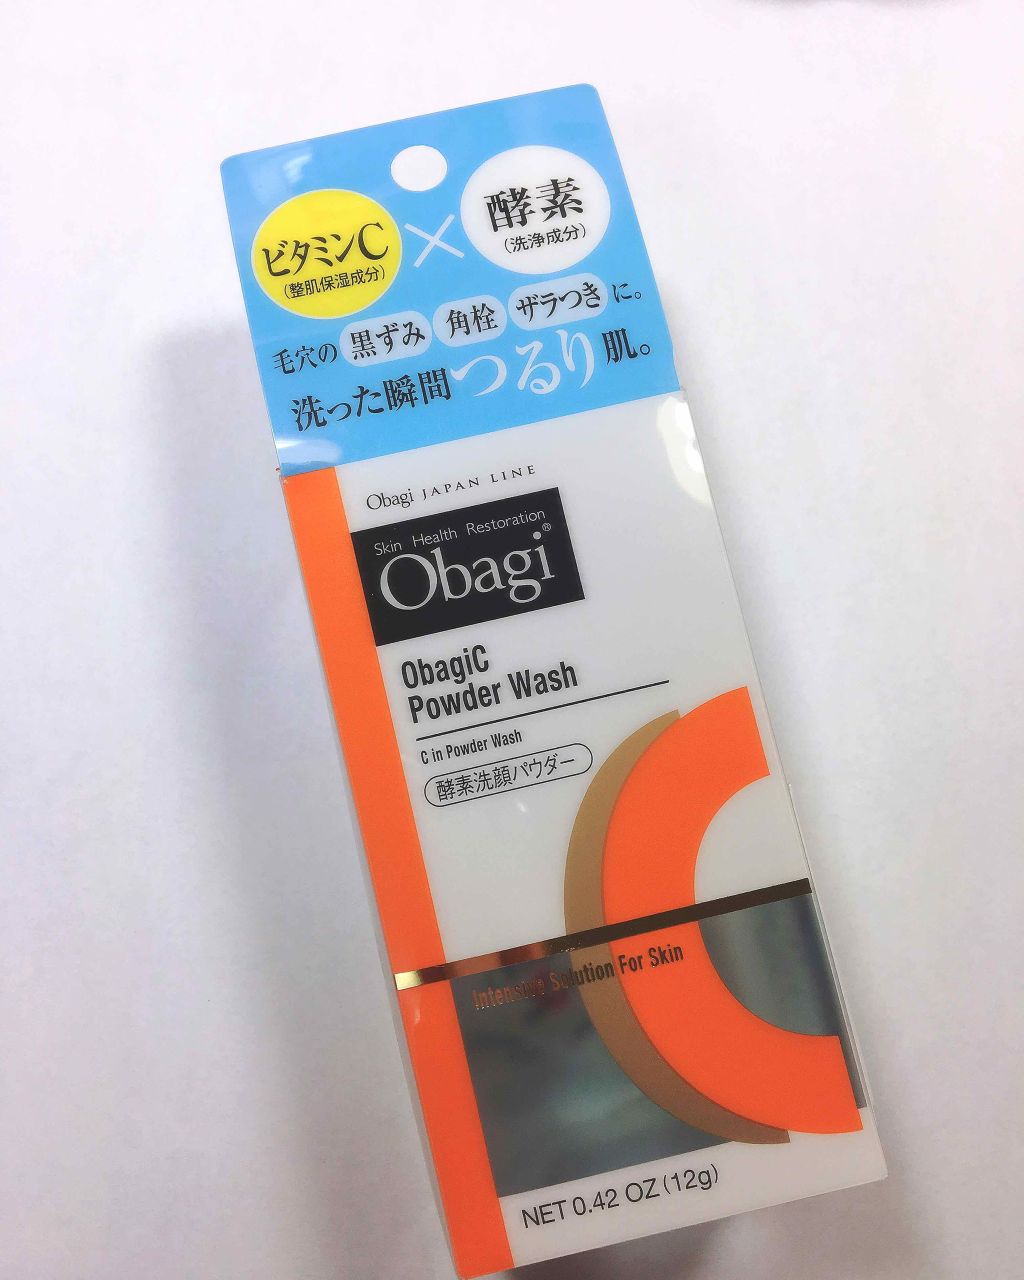 ビタミンC
(整肌保湿成分)
×
酵素
(洗浄成分)
毛穴の 黒ずみ 角栓 ザラつき に。
洗った瞬間つるり肌。
Obagi JAPAN LINE
Skin Health Restoration
Obagi®
ObagiC
Powder Wash
C in Powder Wash
酵素洗顔パウダー
C
Intensive Solution For Skin
NET 0.42 OZ (12g)